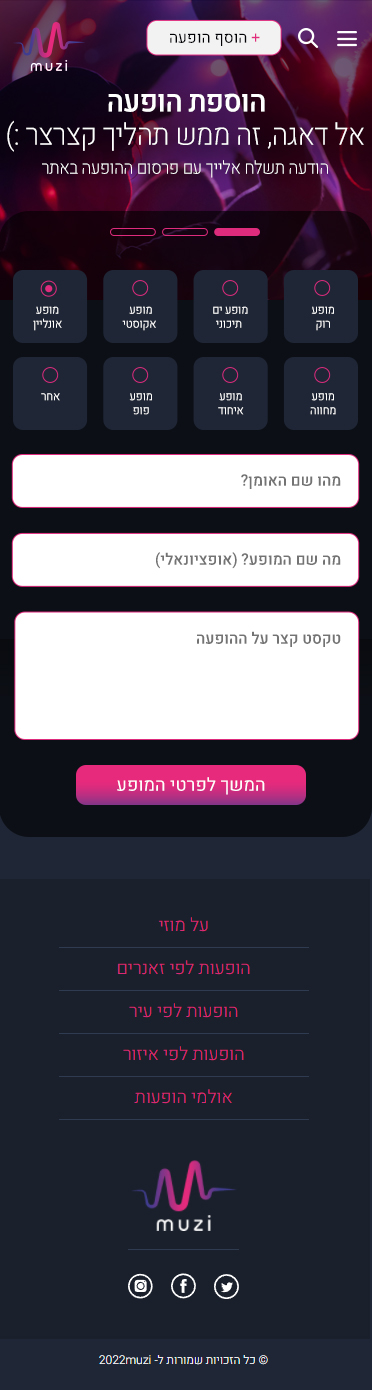 muzi
+ הוסף הופעה
הוספת הופעה
אל דאגה, זה ממש תהליך קצרצר :)
הודעה תשלח אלייך עם פרסום ההופעה באתר
מופע
רוק
מופע ים
תיכוני
מופע
אקוסטי
מופע
אונליין
מופע
מחווה
מופע
איחוד
מופע
פופ
אחר
מהו שם האומן?
מה שם המופע? (אופציונאלי)
טקסט קצר על ההופעה
המשך לפרטי המופע
על מוזי
הופעות לפי זאנרים
הופעות לפי עיר
הופעות לפי איזור
אולמי הופעות
muzi
© כל הזכויות שמורות ל- 2022muzi